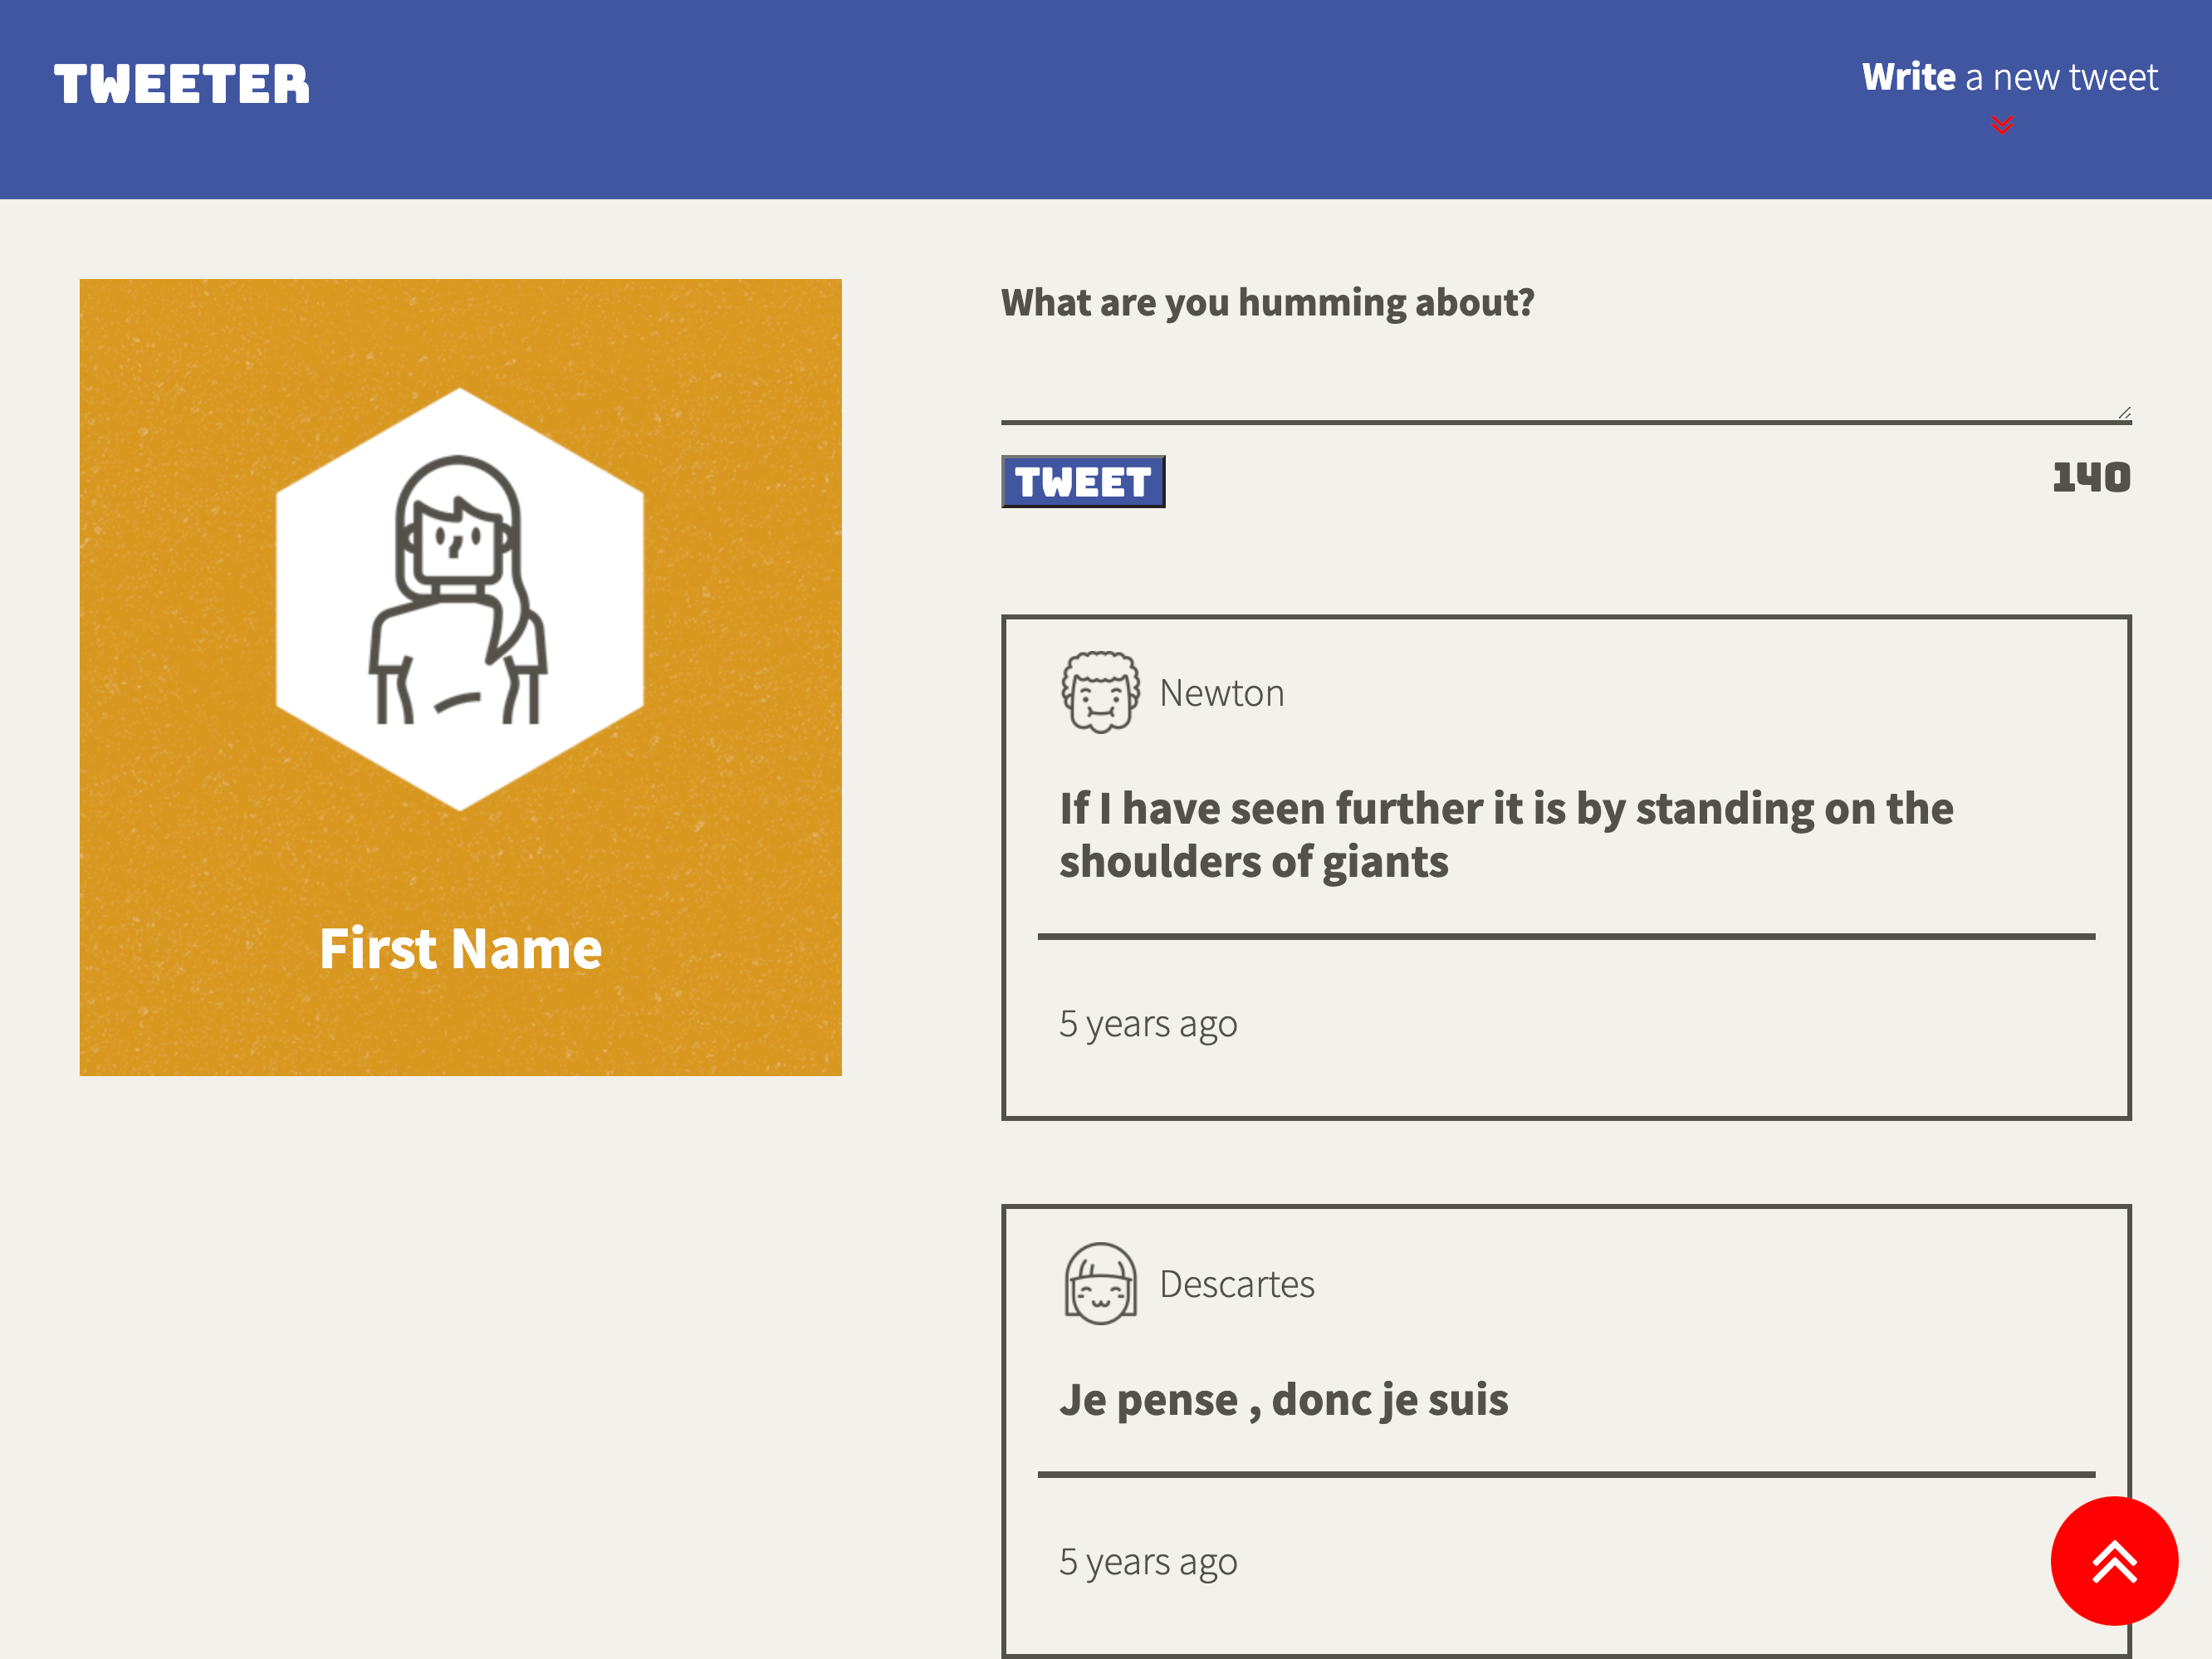 TWEETER
Write a new tweet
First Name
What are you humming about?
TWEET
140
Newton
If I have seen further it is by standing on the
shoulders of giants
5 years ago
Descartes
Je pense , donc je suis
5 years ago